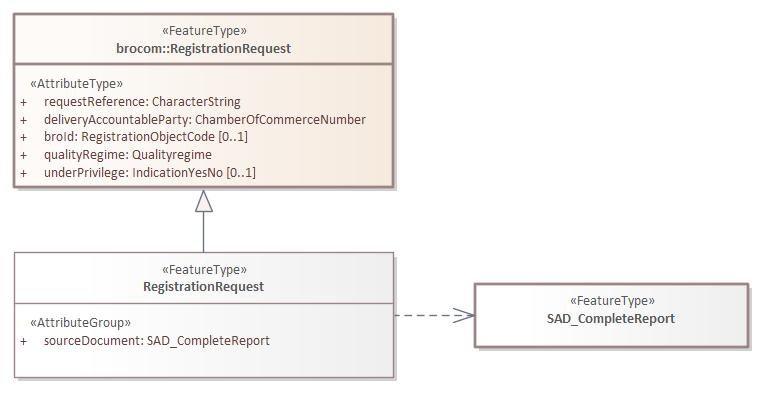 «FeatureType»
brocom::RegistrationRequest
«AttributeType»
+ requestReference: CharacterString
+ deliveryAccountableParty: ChamberOfCommerceNumber
+ broId: RegistrationObjectCode [0..1]
+ qualityRegime: Qualityregime
+ underPrivilege: IndicationYesNo [0..1]
«FeatureType»
RegistrationRequest
«AttributeGroup»
+ sourceDocument: SAD_CompleteReport
«FeatureType»
SAD_CompleteReport